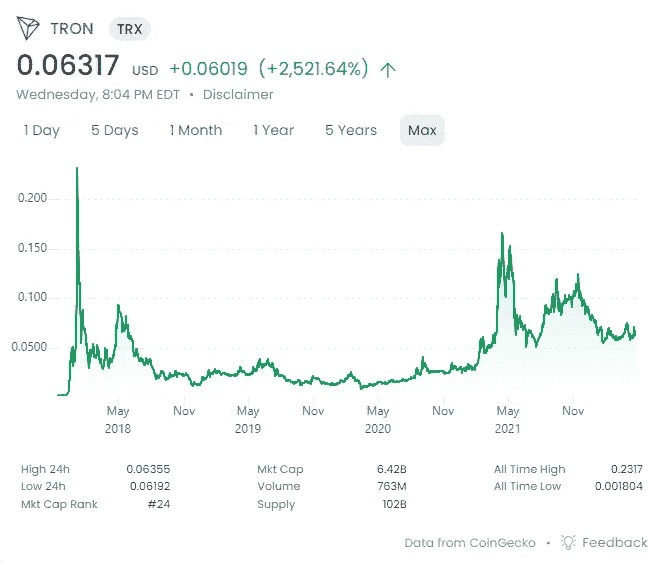 TRON TRX
0.06317 USD +0.06019 (+2,521.64%) ↑
Wednesday, 8:04 PM EDT • Disclaimer
1 Day 5 Days 1 Month 1 Year 5 Years Max
0.200
0.150
0.100
0.0500
May Nov May Nov May Nov May Nov
2018 2019 2020 2021
High 24h 0.06355 Mkt Cap 6.42B All Time High 0.2317
Low 24h 0.06192 Volume 763M All Time Low 0.001804
Mkt Cap Rank #24 Supply 102B
Data from CoinGecko • Feedback